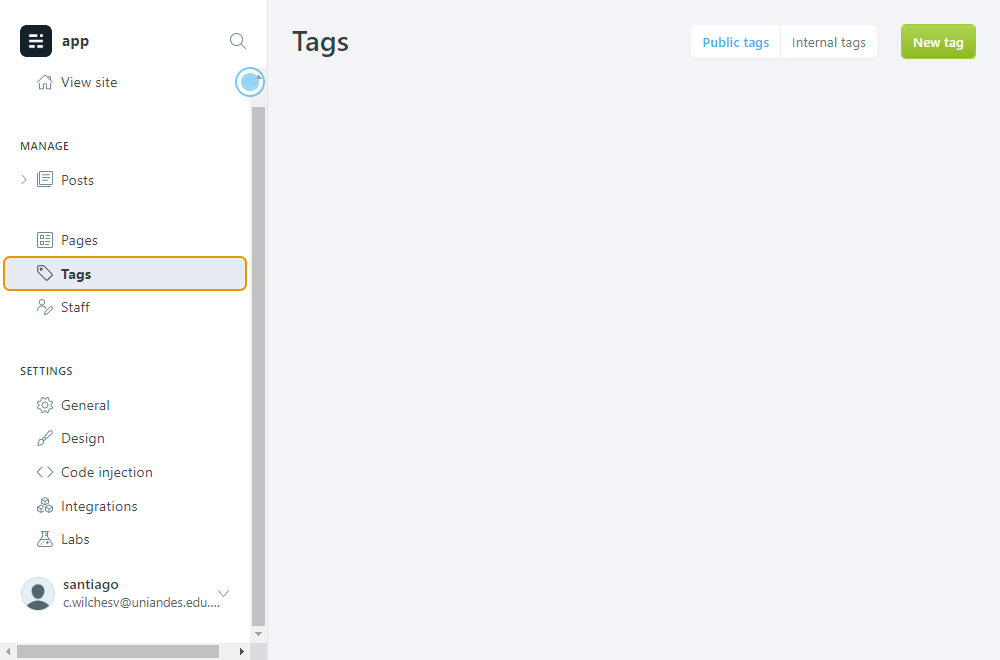 app
View site
MANAGE
Posts
Pages
Tags
Staff
SETTINGS
General
Design
Code injection
Integrations
Labs
santiago
c.wilchesv@uniandes.edu....
Tags
Public tags
Internal tags
New tag